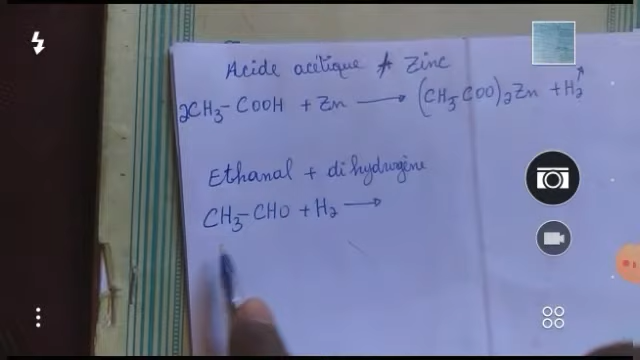 Acide acétique + Zinc
2CH₃-COOH + Zn ⟶ (CH₃COO)₂Zn + H₂↑
Ethanal + dihydrogène
CH₃-CHO + H₂ ⟶